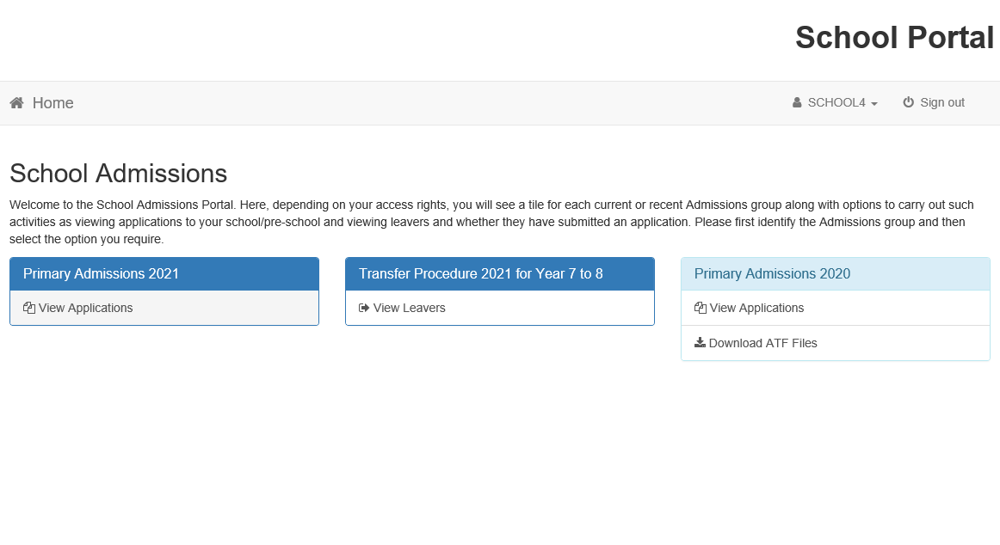 School Portal
Home
SCHOOL4
Sign out
School Admissions
Welcome to the School Admissions Portal. Here, depending on your access rights, you will see a tile for each current or recent Admissions group along with options to carry out such
activities as viewing applications to your school/pre-school and viewing leavers and whether they have submitted an application. Please first identify the Admissions group and then
select the option you require.
Primary Admissions 2021
View Applications
Transfer Procedure 2021 for Year 7 to 8
View Leavers
Primary Admissions 2020
View Applications
Download ATF Files